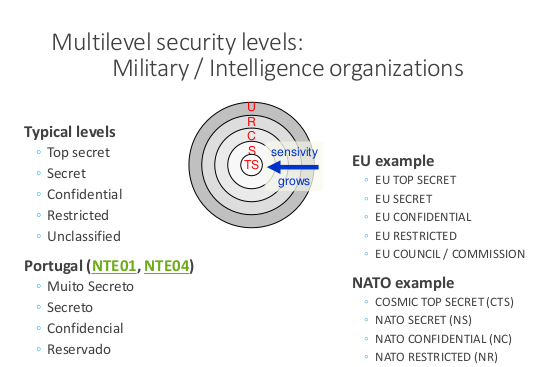 Multilevel security levels:
Military / Intelligence organizations
Typical levels
Top secret
Secret
Confidential
Restricted
Unclassified
Portugal (NTE01, NTE04)
Muito Secreto
Secreto
Confidencial
Reservado
U
R
C
S
TS
sensivity
grows
EU example
EU TOP SECRET
EU SECRET
EU CONFIDENTIAL
EU RESTRICTED
EU COUNCIL / COMMISSION
NATO example
COSMIC TOP SECRET (CTS)
NATO SECRET (NS)
NATO CONFIDENTIAL (NC)
NATO RESTRICTED (NR)